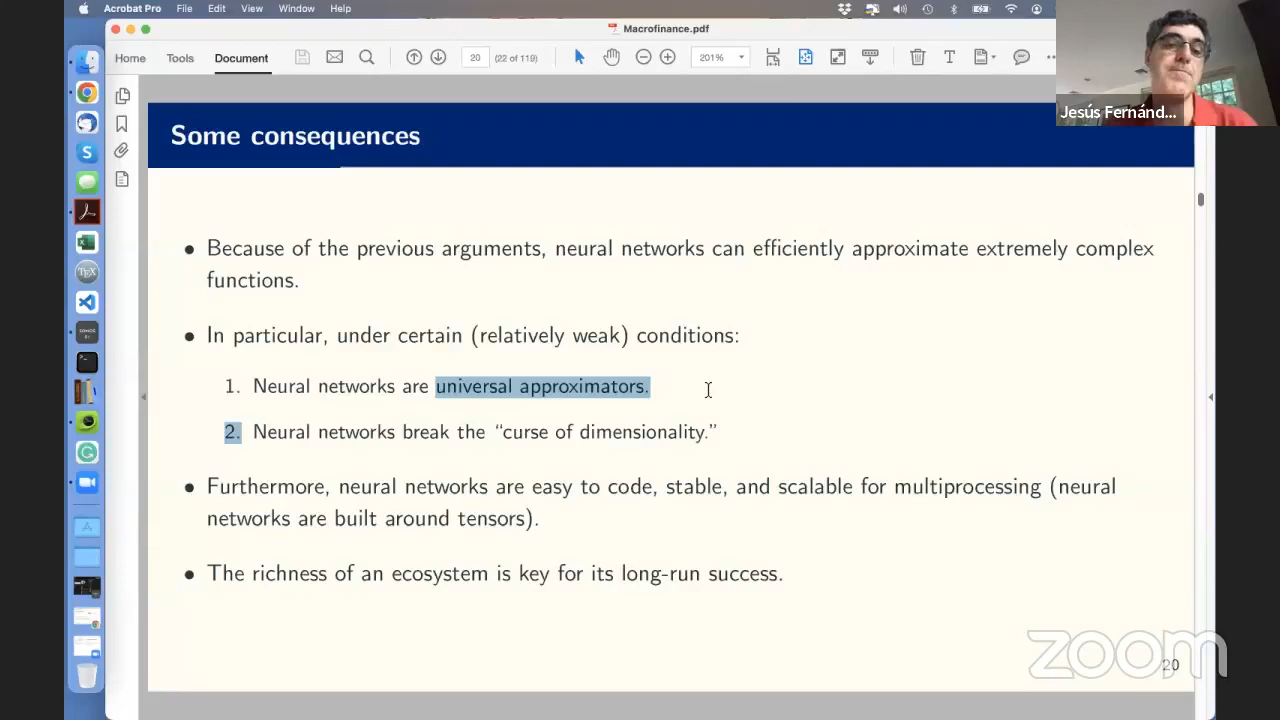 Acrobat Pro File Edit View Window Help
Macrofinance.pdf
Home Tools Document 20 (22 of 119) 201%
Jesús Fernánd...
Some consequences
• Because of the previous arguments, neural networks can efficiently approximate extremely complex
functions.
• In particular, under certain (relatively weak) conditions:
1. Neural networks are universal approximators.
2. Neural networks break the “curse of dimensionality.”
• Furthermore, neural networks are easy to code, stable, and scalable for multiprocessing (neural
networks are built around tensors).
• The richness of an ecosystem is key for its long-run success.
zoom
20